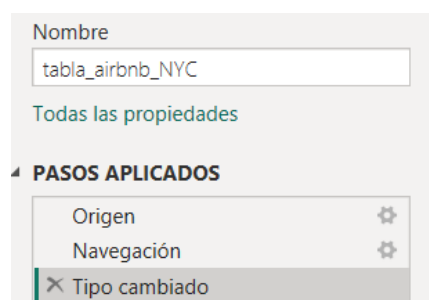 Nombre
tabla_airbnb_NYC
Todas las propiedades
PASOS APLICADOS
Origen
Navegación
Tipo cambiado